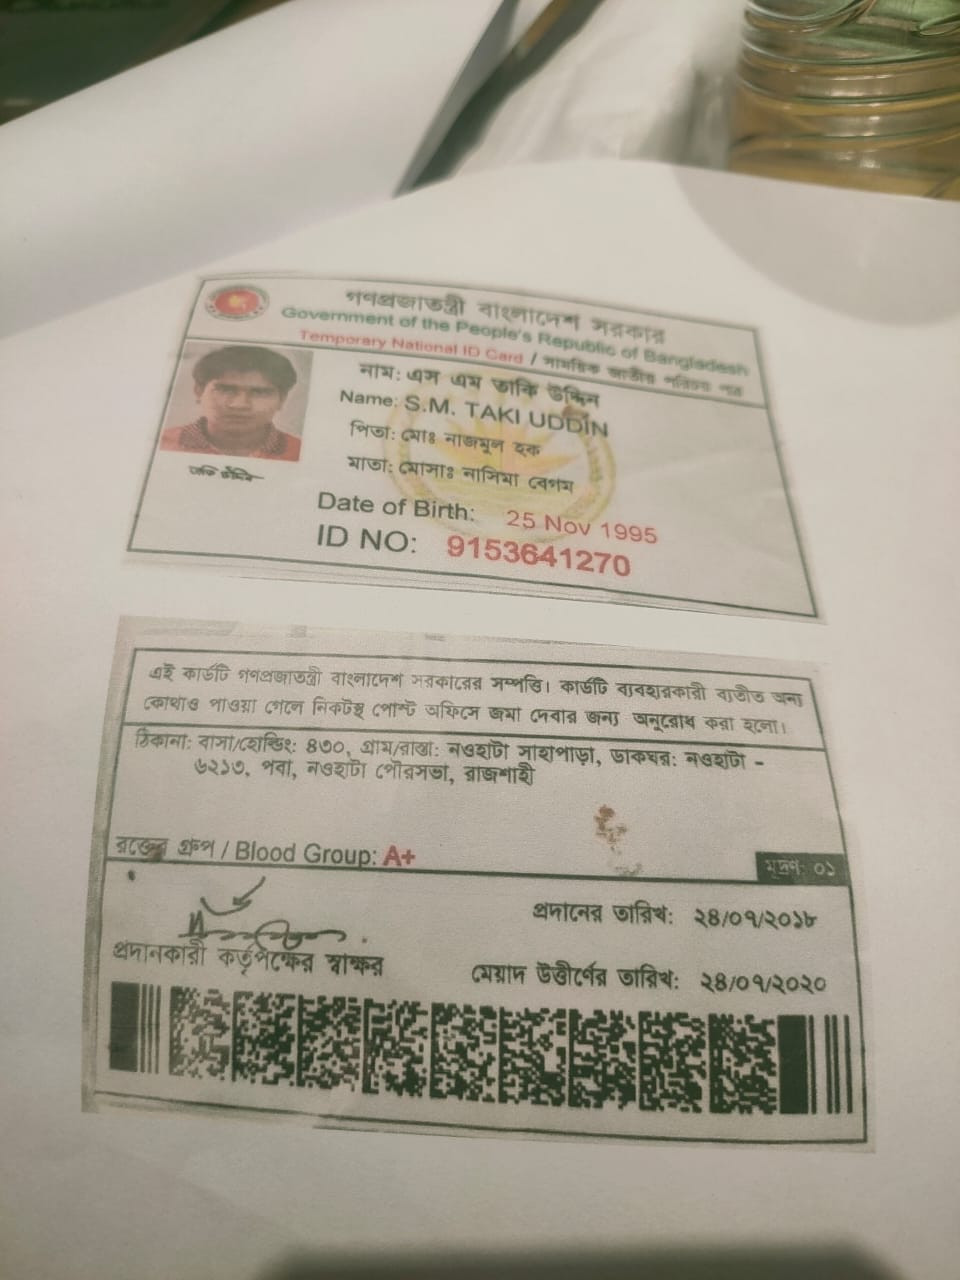 গণপ্রজাতন্ত্রী বাংলাদেশ সরকার
Government of the People's Republic of Bangladesh
Temporary National ID Card / সাময়িক জাতীয় পরিচয় পত্র
নাম: এস এম তাকি উদ্দিন
Name: S.M. TAKI UDDIN
পিতা: মোঃ নাজমুল হক
মাতা: মোসাঃ নাসিমা বেগম
তাকি উদ্দিন
Date of Birth: 25 Nov 1995
ID NO: 9153641270
এই কার্ডটি গণপ্রজাতন্ত্রী বাংলাদেশ সরকারের সম্পত্তি। কার্ডটি ব্যবহারকারী ব্যতীত অন্য
কোথাও পাওয়া গেলে নিকটস্থ পোস্ট অফিসে জমা দেবার জন্য অনুরোধ করা হলো।
ঠিকানা: বাসা/হোল্ডিং: ৪৩০, গ্রাম/রাস্তা: নওহাটা সাহাপাড়া, ডাকঘর: নওহাটা -
৬২১৩, পবা, নওহাটা পৌরসভা, রাজশাহী
রক্তের গ্রুপ / Blood Group: A+
মুদ্রণ: ০১
প্রদানের তারিখ: ২৪/০৭/২০১৮
প্রদানকারী কর্তৃপক্ষের স্বাক্ষর
মেয়াদ উত্তীর্ণের তারিখ: ২৪/০৭/২০২০